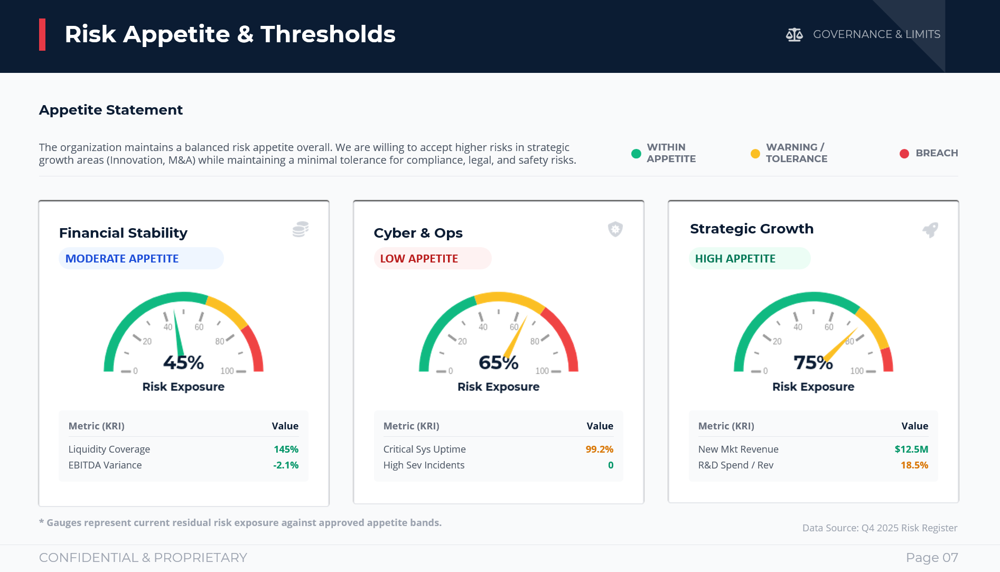 Risk Appetite & Thresholds
GOVERNANCE & LIMITS
Appetite Statement
The organization maintains a balanced risk appetite overall. We are willing to accept higher risks in strategic
growth areas (Innovation, M&A) while maintaining a minimal tolerance for compliance, legal, and safety risks.
WITHIN
APPETITE
WARNING /
TOLERANCE
BREACH
Financial Stability
MODERATE APPETITE
0
20
40
60
80
100
45%
Risk Exposure
Metric (KRI) Value
Liquidity Coverage 145%
EBITDA Variance -2.1%
Cyber & Ops
LOW APPETITE
0
20
40
60
80
100
65%
Risk Exposure
Metric (KRI) Value
Critical Sys Uptime 99.2%
High Sev Incidents 0
Strategic Growth
HIGH APPETITE
0
20
40
60
80
100
75%
Risk Exposure
Metric (KRI) Value
New Mkt Revenue $12.5M
R&D Spend / Rev 18.5%
* Gauges represent current residual risk exposure against approved appetite bands.
Data Source: Q4 2025 Risk Register
CONFIDENTIAL & PROPRIETARY
Page 07